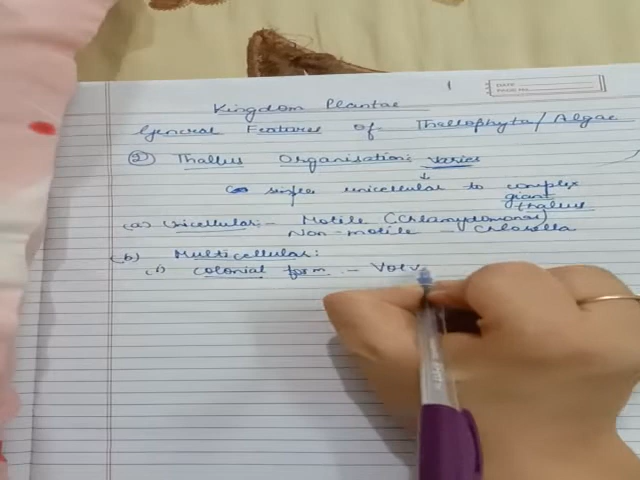 Kingdom Plantae
General Features of Thallophyta/Algae
② Thallus Organisation: varies
↓
simple unicellular to complex
giant
thallus
(a) Unicellular:- Motile (Chlamydomonas)
Non-motile - Chlorella
(b) Multicellular:
(i) colonial form - Volv